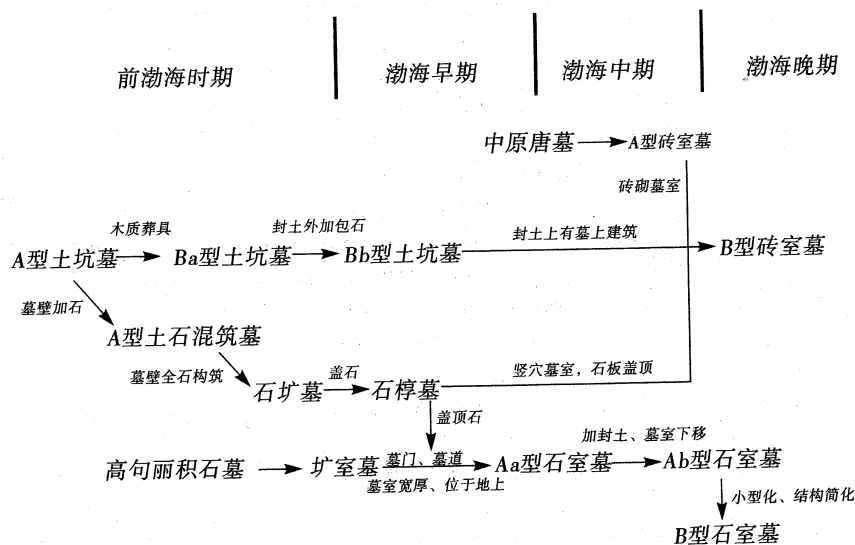 前渤海时期 渤海早期 渤海中期 渤海晚期
中原唐墓 A型砖室墓
砖砌墓室
木质葬具 封土外加包石 封土上有墓上建筑
A型土坑墓 Ba型土坑墓 Bb型土坑墓 B型砖室墓
墓壁加石
A型土石混筑墓
墓壁全石构筑 盖石 竖穴墓室，石板盖顶
石圹墓 石椁墓
盖顶石
加封土、墓室下移
高句丽积石墓 圹室墓 墓门、墓道 Aa型石室墓 Ab型石室墓
墓室宽厚、位于地上
小型化、结构简化
B型石室墓